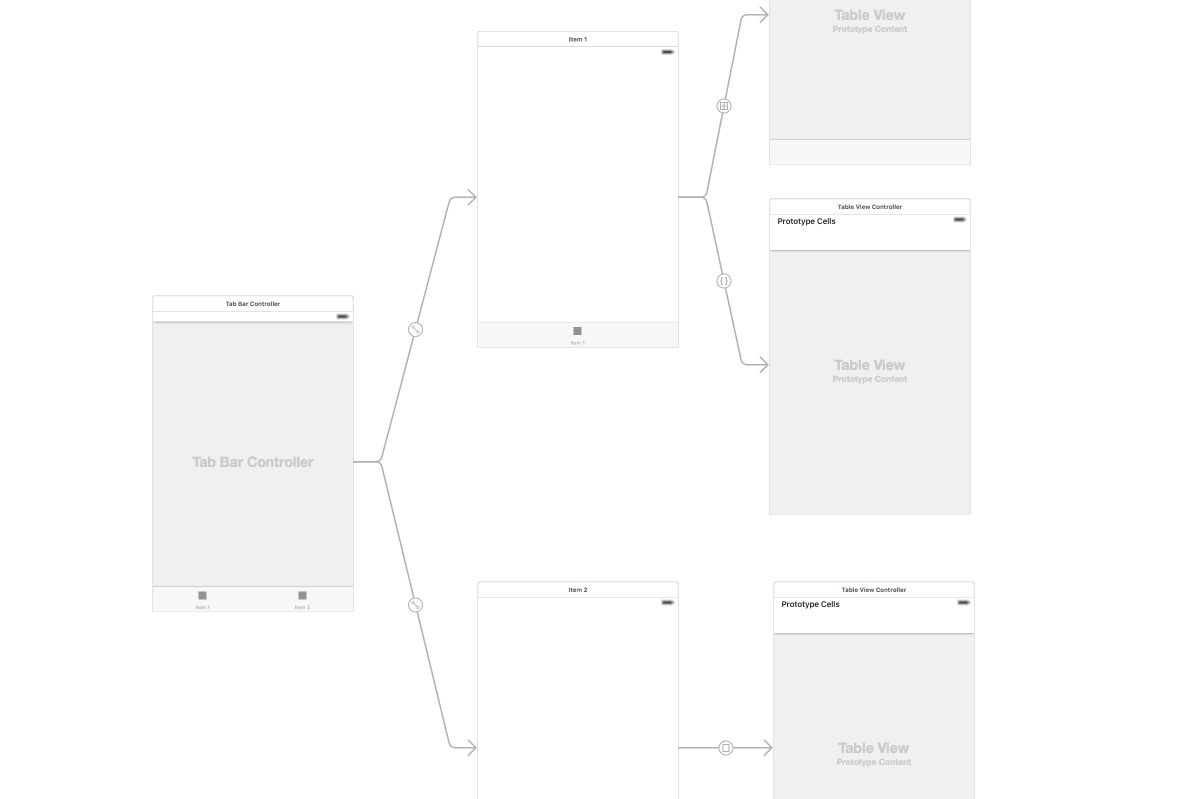 Table View
Prototype Content
Item 1
Item 1
Table View Controller
Prototype Cells
Table View
Prototype Content
Tab Bar Controller
Tab Bar Controller
Item 1
Item 2
Item 2
Table View Controller
Prototype Cells
Table View
Prototype Content